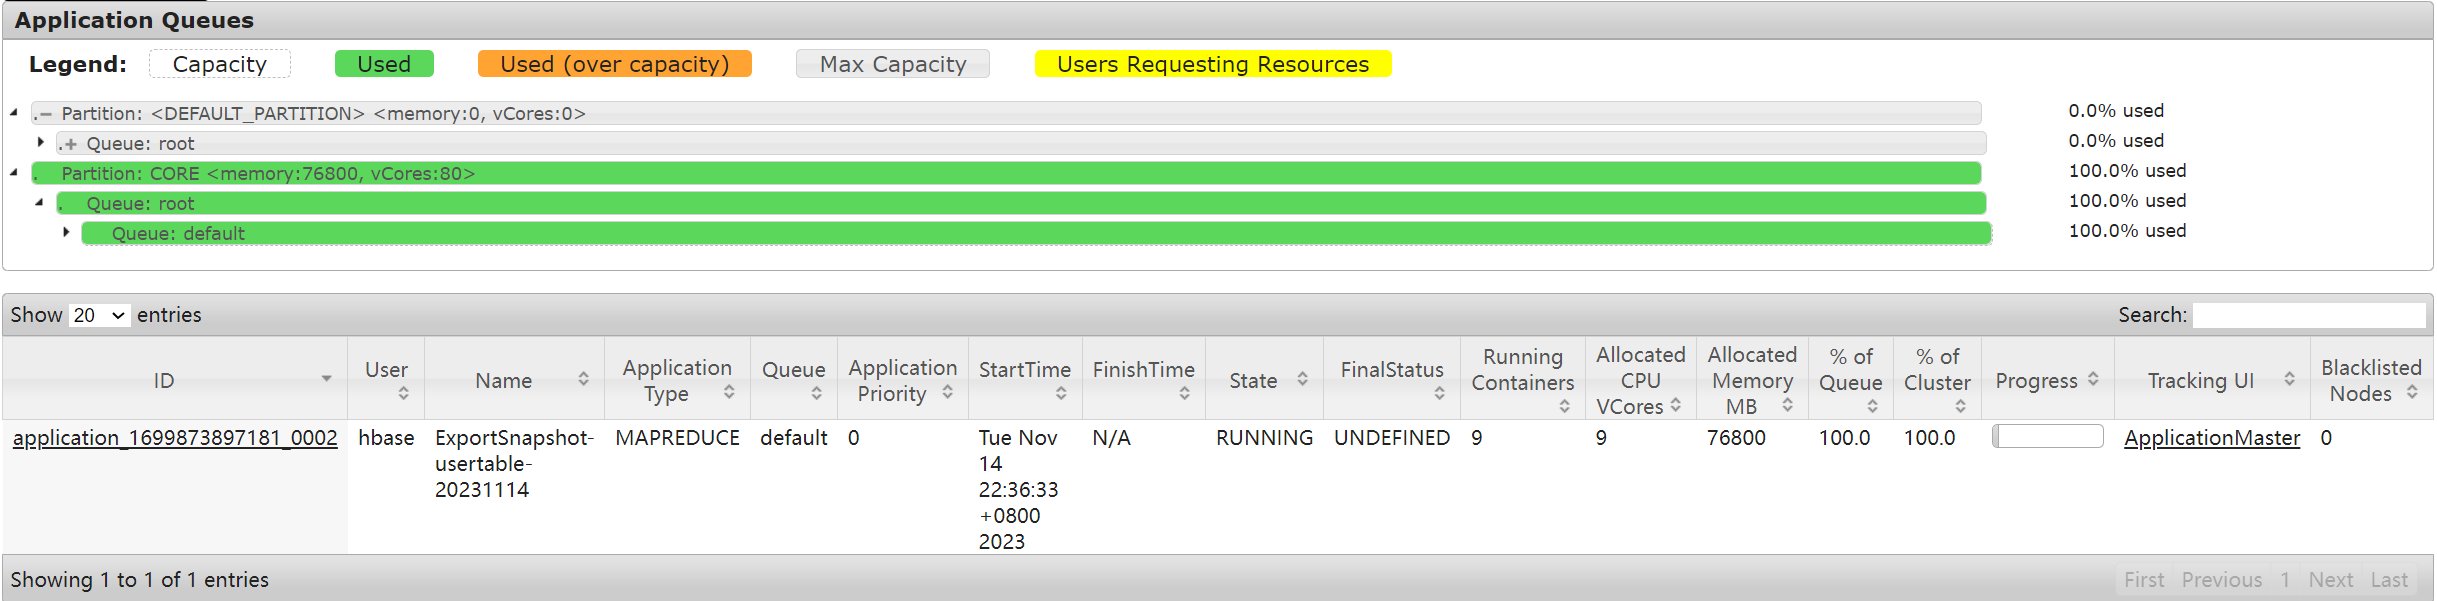 Application Queues
Legend: Capacity Used Used (over capacity) Max Capacity Users Requesting Resources
.− Partition: <DEFAULT_PARTITION> <memory:0, vCores:0> 0.0% used
.+ Queue: root 0.0% used
. Partition: CORE <memory:76800, vCores:80> 100.0% used
. Queue: root 100.0% used
Queue: default 100.0% used
Show 20 entries Search:
ID User Name Application Type Queue Application Priority StartTime FinishTime State FinalStatus Running Containers Allocated CPU VCores Allocated Memory MB % of Queue % of Cluster Progress Tracking UI Blacklisted Nodes
application_1699873897181_0002 hbase ExportSnapshot- MAPREDUCE default 0 Tue Nov N/A RUNNING UNDEFINED 9 9 76800 100.0 100.0 ApplicationMaster 0
usertable- 14
20231114 22:36:33
+0800
2023
Showing 1 to 1 of 1 entries First Previous 1 Next Last